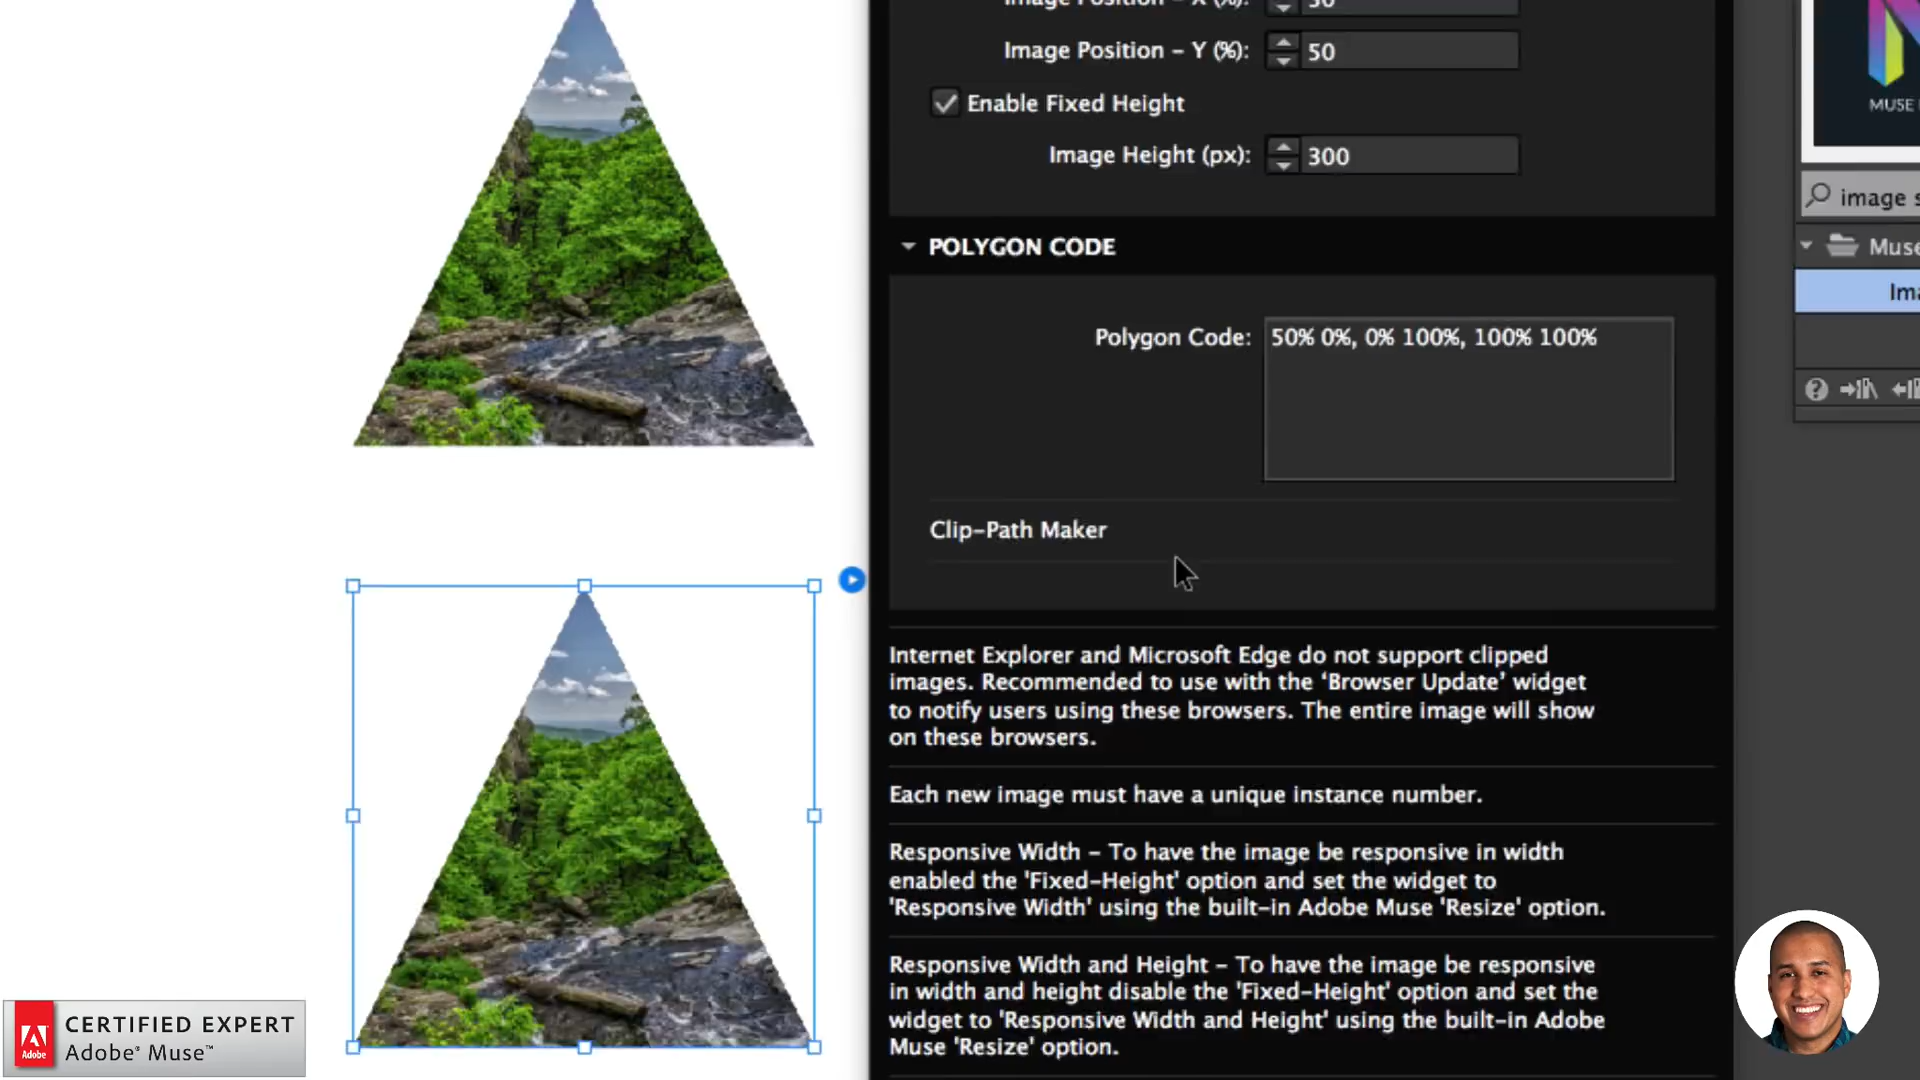 Image Position – X (%): 50
Image Position – Y (%): 50
Enable Fixed Height
Image Height (px): 300
POLYGON CODE
Polygon Code: 50% 0%, 0% 100%, 100% 100%
Clip-Path Maker
Internet Explorer and Microsoft Edge do not support clipped
images. Recommended to use with the ‘Browser Update’ widget
to notify users using these browsers. The entire image will show
on these browsers.
Each new image must have a unique instance number.
Responsive Width – To have the image be responsive in width
enabled the 'Fixed-Height' option and set the widget to
'Responsive Width' using the built-in Adobe Muse 'Resize' option.
Responsive Width and Height – To have the image be responsive
in width and height disable the 'Fixed-Height' option and set the
widget to 'Responsive Width and Height' using the built-in Adobe
Muse 'Resize' option.
MUSE
image s
Muse
Ima
Adobe
CERTIFIED EXPERT
Adobe® Muse™